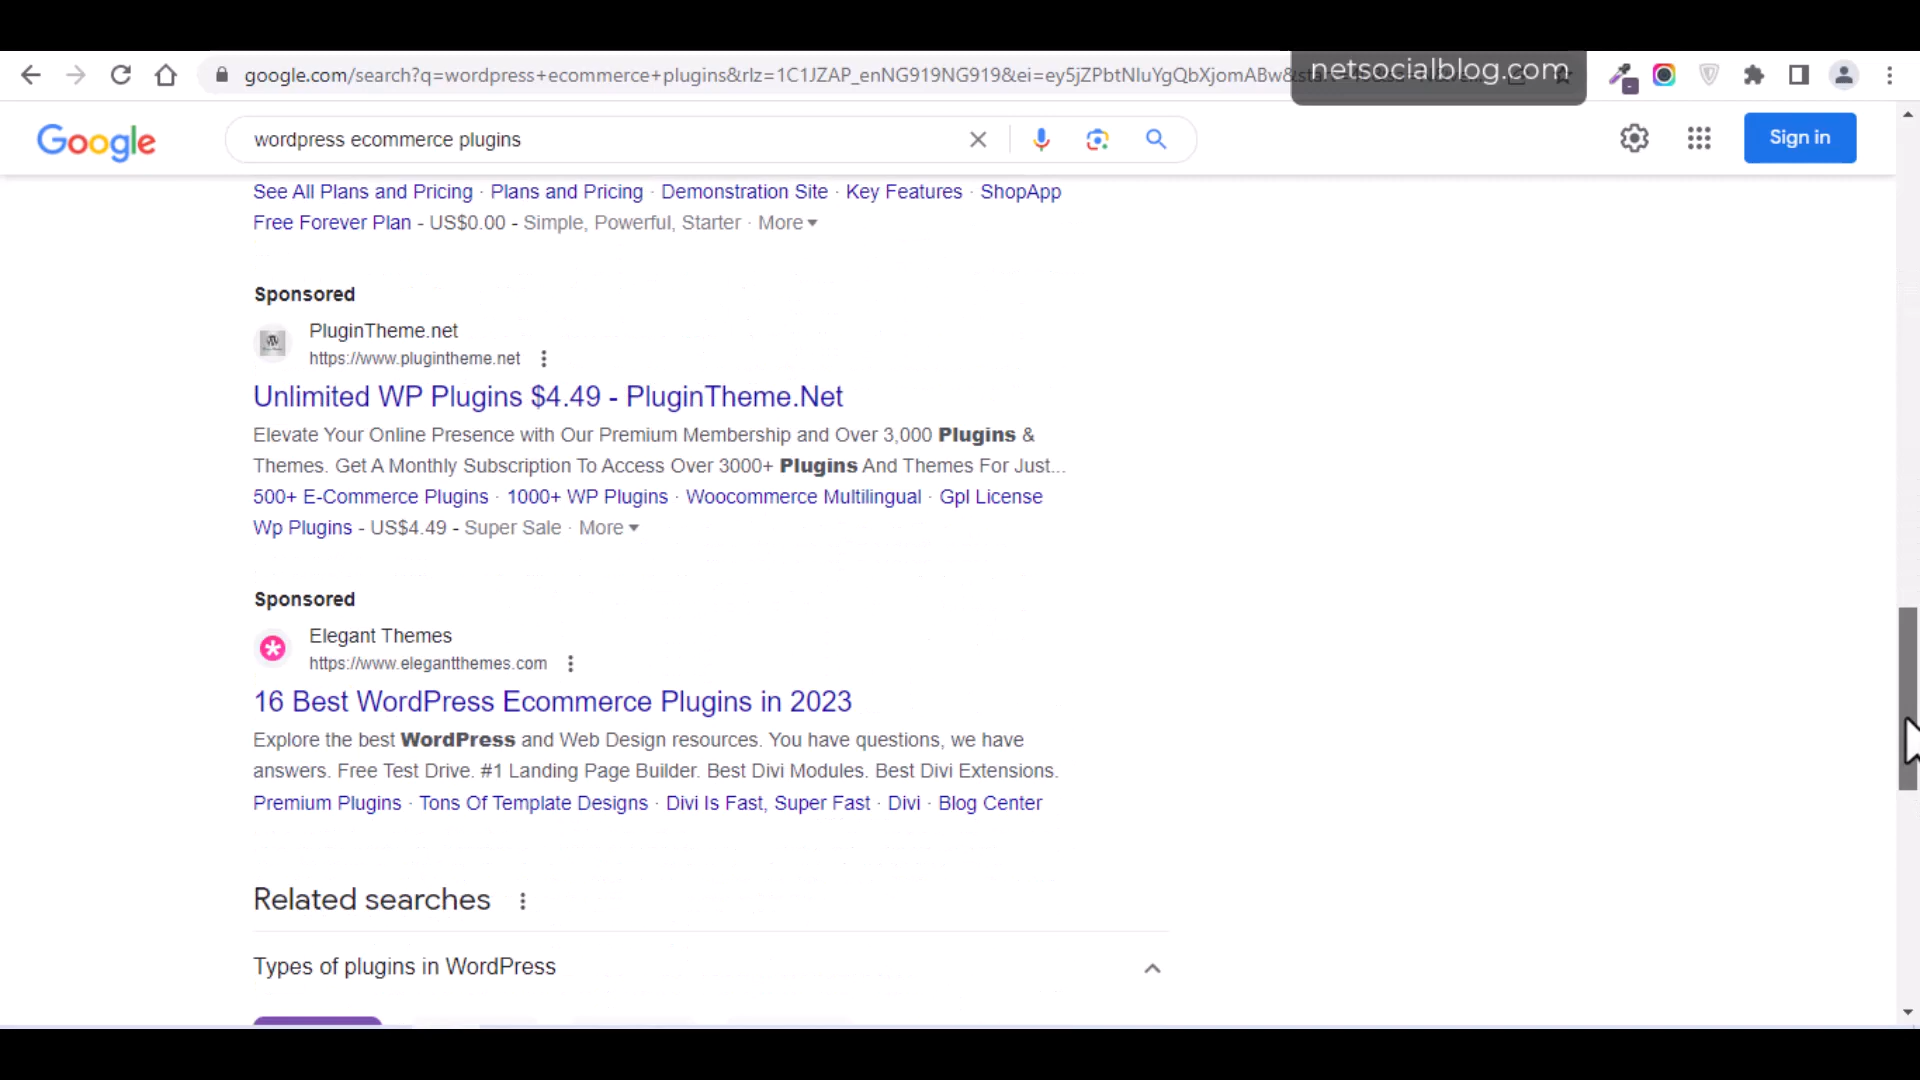 google.com/search?q=wordpress+ecommerce+plugins&rlz=1C1JZAP_enNG919NG919&ei=ey5jZPbtNIuYgQbXjomABw&
netsocialblog.com
Google
wordpress ecommerce plugins
Sign in
See All Plans and Pricing · Plans and Pricing · Demonstration Site · Key Features · ShopApp
Free Forever Plan - US$0.00 - Simple, Powerful, Starter · More
Sponsored
PluginTheme.net
https://www.plugintheme.net
Unlimited WP Plugins $4.49 - PluginTheme.Net
Elevate Your Online Presence with Our Premium Membership and Over 3,000 Plugins &
Themes. Get A Monthly Subscription To Access Over 3000+ Plugins And Themes For Just...
500+ E-Commerce Plugins · 1000+ WP Plugins · Woocommerce Multilingual · Gpl License
Wp Plugins - US$4.49 - Super Sale · More
Sponsored
Elegant Themes
https://www.elegantthemes.com
16 Best WordPress Ecommerce Plugins in 2023
Explore the best WordPress and Web Design resources. You have questions, we have
answers. Free Test Drive. #1 Landing Page Builder. Best Divi Modules. Best Divi Extensions.
Premium Plugins · Tons Of Template Designs · Divi Is Fast, Super Fast · Divi · Blog Center
Related searches
Types of plugins in WordPress